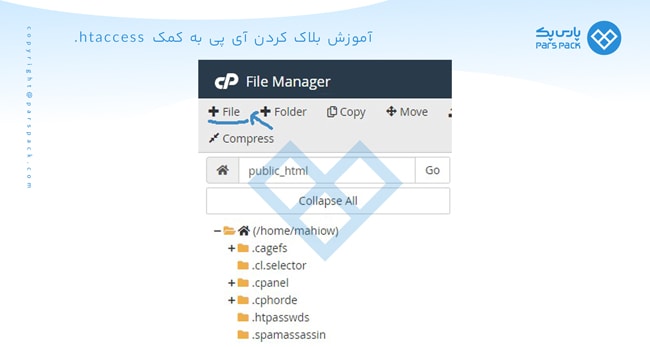 آموزش بلاک کردن آی پی به کمک htaccess.
پارس پک
PARS PACK
copyright@parspack.com
cP File Manager
File Folder Copy Move
Compress
public_html Go
Collapse All
(/home/mahiow)
.cagefs
.cl.selector
.cpanel
.cphorde
.htpasswds
.spamassassin